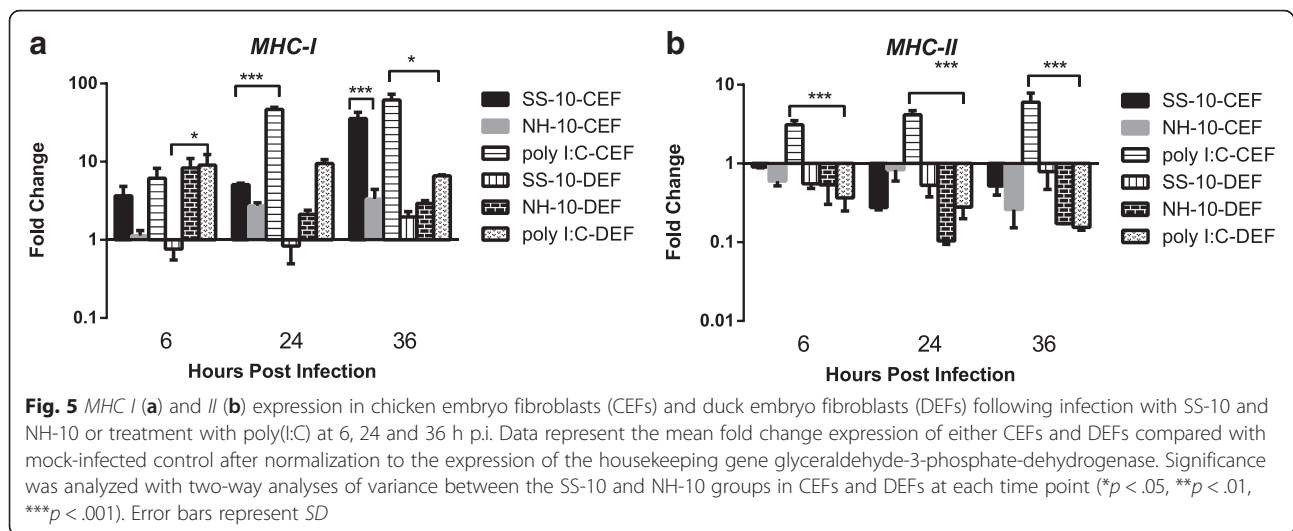 a
MHC-I
100
10
1
0.1
Fold Change
*
***
***
*
6 24 36
Hours Post Infection
SS-10-CEF
NH-10-CEF
poly I:C-CEF
SS-10-DEF
NH-10-DEF
poly I:C-DEF
b
MHC-II
10
1
0.1
0.01
Fold Change
***
***
***
6 24 36
Hours Post Infection
SS-10-CEF
NH-10-CEF
poly I:C-CEF
SS-10-DEF
NH-10-DEF
poly I:C-DEF
Fig. 5 MHC I (a) and II (b) expression in chicken embryo fibroblasts (CEFs) and duck embryo fibroblasts (DEFs) following infection with SS-10 and
NH-10 or treatment with poly(I:C) at 6, 24 and 36 h p.i. Data represent the mean fold change expression of either CEFs and DEFs compared with
mock-infected control after normalization to the expression of the housekeeping gene glyceraldehyde-3-phosphate-dehydrogenase. Significance
was analyzed with two-way analyses of variance between the SS-10 and NH-10 groups in CEFs and DEFs at each time point (*p < .05, **p < .01,
***p < .001). Error bars represent SD